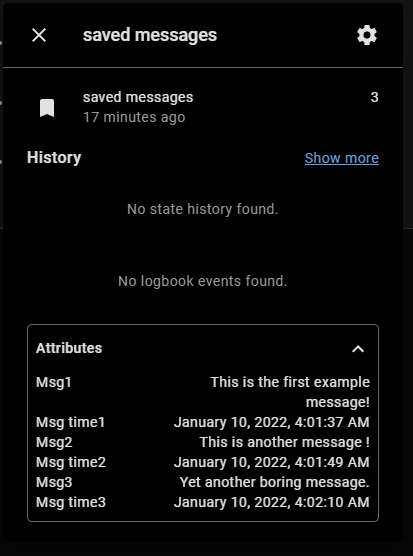 saved messages
saved messages 3
17 minutes ago
History Show more
No state history found.
No logbook events found.
Attributes
Msg1 This is the first example
message!
Msg time1 January 10, 2022, 4:01:37 AM
Msg2 This is another message !
Msg time2 January 10, 2022, 4:01:49 AM
Msg3 Yet another boring message.
Msg time3 January 10, 2022, 4:02:10 AM